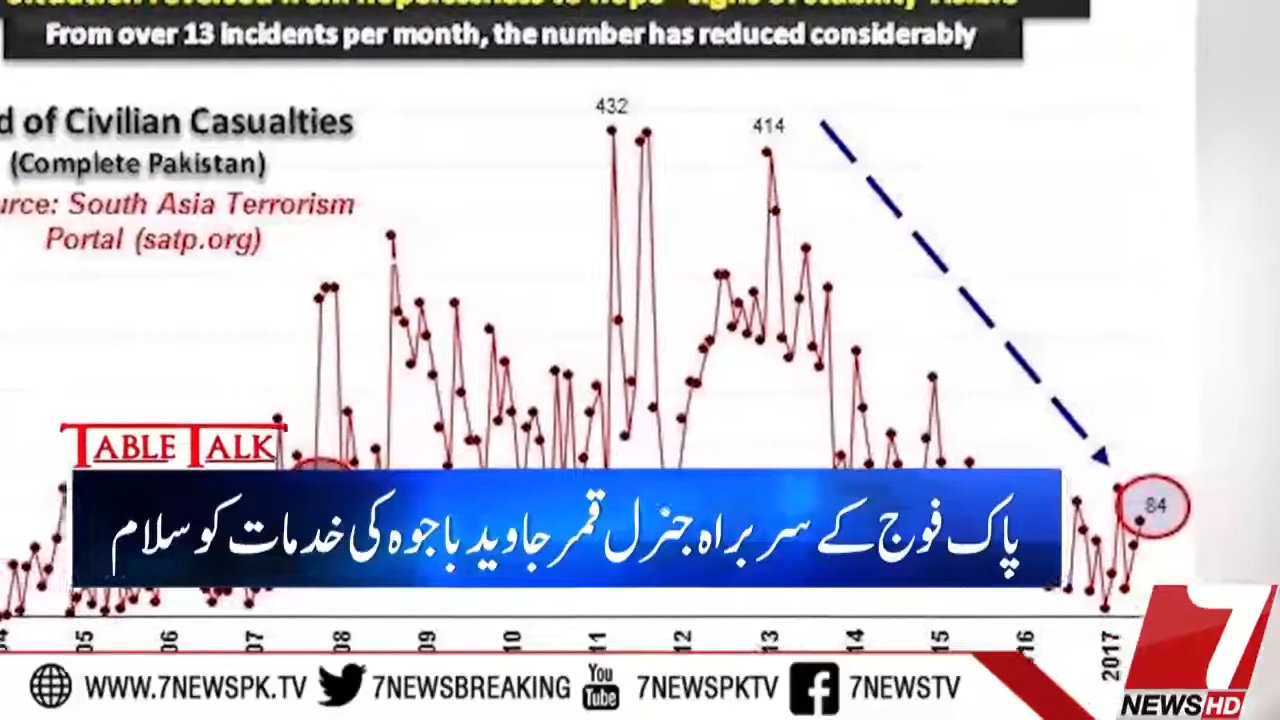 From over 13 incidents per month, the number has reduced considerably
d of Civilian Casualties
(Complete Pakistan)
urce: South Asia Terrorism
Portal (satp.org)
432
414
84
TABLE TALK
پاک فوج کے سربراہ جنرل قمر جاوید باجوہ کی خدمات کو سلام
04 05 06 07 08 09 10 11 12 13 14 15 16 2017
WWW.7NEWSPK.TV 7NEWSBREAKING You Tube 7NEWSPKTV f 7NEWSTV
7
NEWS HD